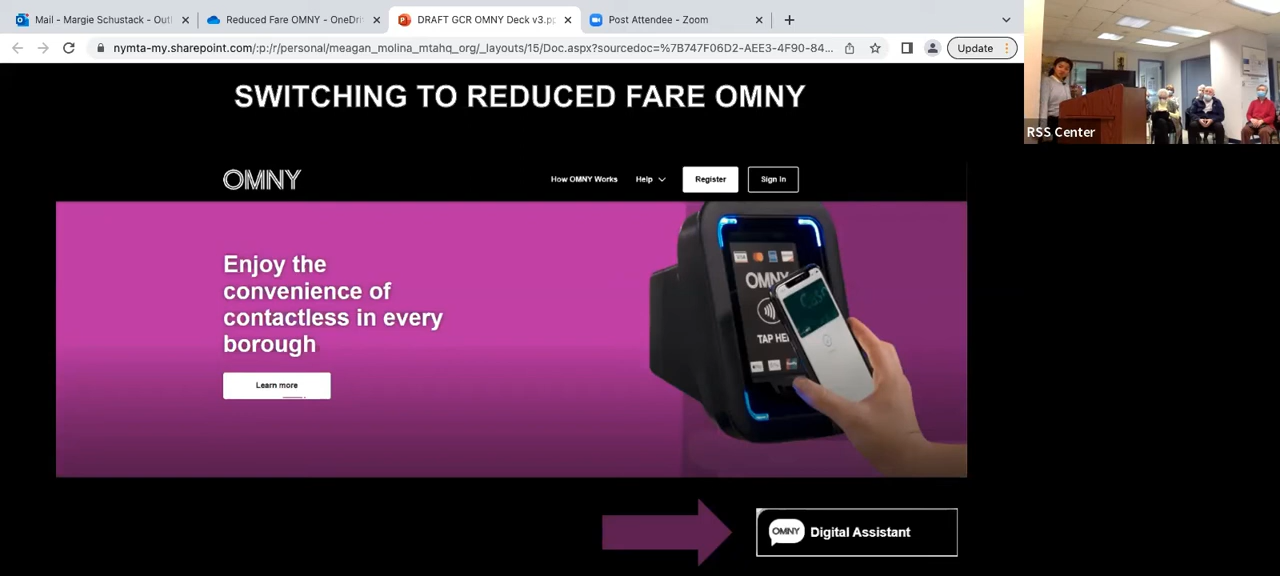 Mail - Margie Schustack - Outl
Reduced Fare OMNY - OneDri
DRAFT GCR OMNY Deck v3.pp
Post Attendee - Zoom
nymta-my.sharepoint.com/:p:/r/personal/meagan_molina_mtahq_org/_layouts/15/Doc.aspx?sourcedoc=%7B747F06D2-AEE3-4F90-84...
Update
RSS Center
SWITCHING TO REDUCED FARE OMNY
OMNY
How OMNY Works
Help
Register
Sign In
Enjoy the
convenience of
contactless in every
borough
Learn more
VISA
OMNY
TAP HE
Cash
OMNY
Digital Assistant